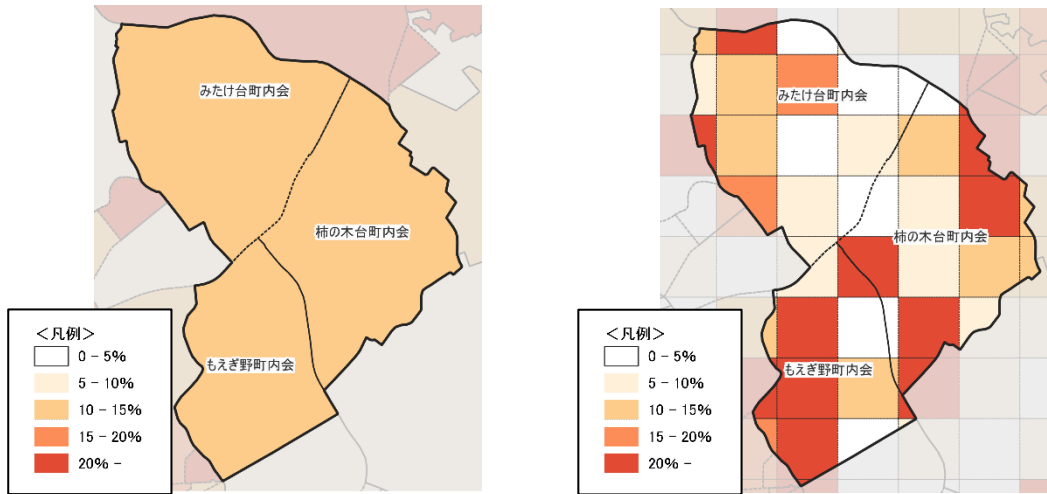 みたけ台町内会
柿の木台町内会
もえぎ野町内会
<凡例>
0 - 5%
5 - 10%
10 - 15%
15 - 20%
20% -
みたけ台町内会
柿の木台町内会
もえぎ野町内会
<凡例>
0 - 5%
5 - 10%
10 - 15%
15 - 20%
20% -